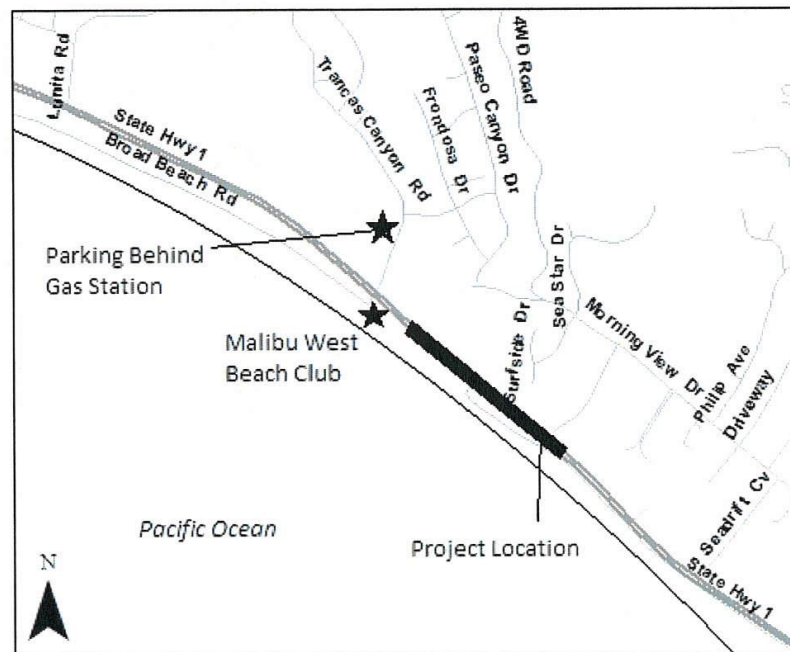 Lunita Rd
State Hwy 1
Broad Beach Rd
Trancas Canyon Rd
Frondosa Dr
Paseo Canyon Dr
4WD Road
Parking Behind
Gas Station
Malibu West
Beach Club
Surfside Dr
Sea Star Dr
Morning View Dr
Philip Ave
Driveway
Seadrift Cv
State Hwy 1
Pacific Ocean
Project Location
N